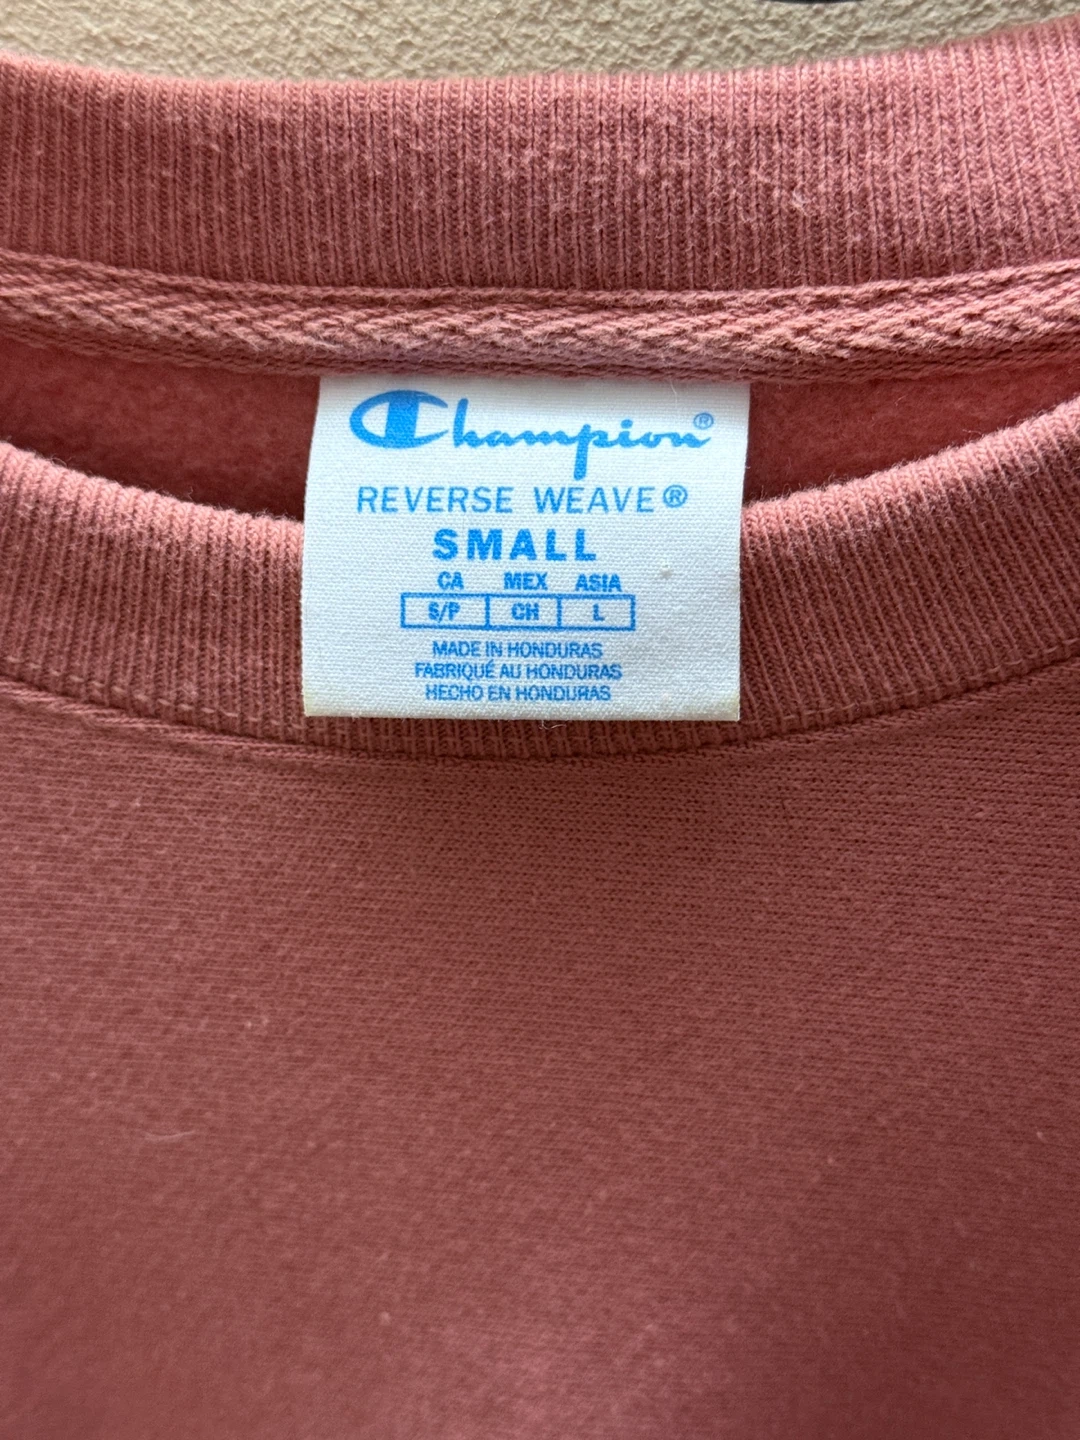 Champion®
REVERSE WEAVE®
SMALL
CA MEX ASIA
S/P CH L
MADE IN HONDURAS
FABRIQUÉ AU HONDURAS
HECHO EN HONDURAS